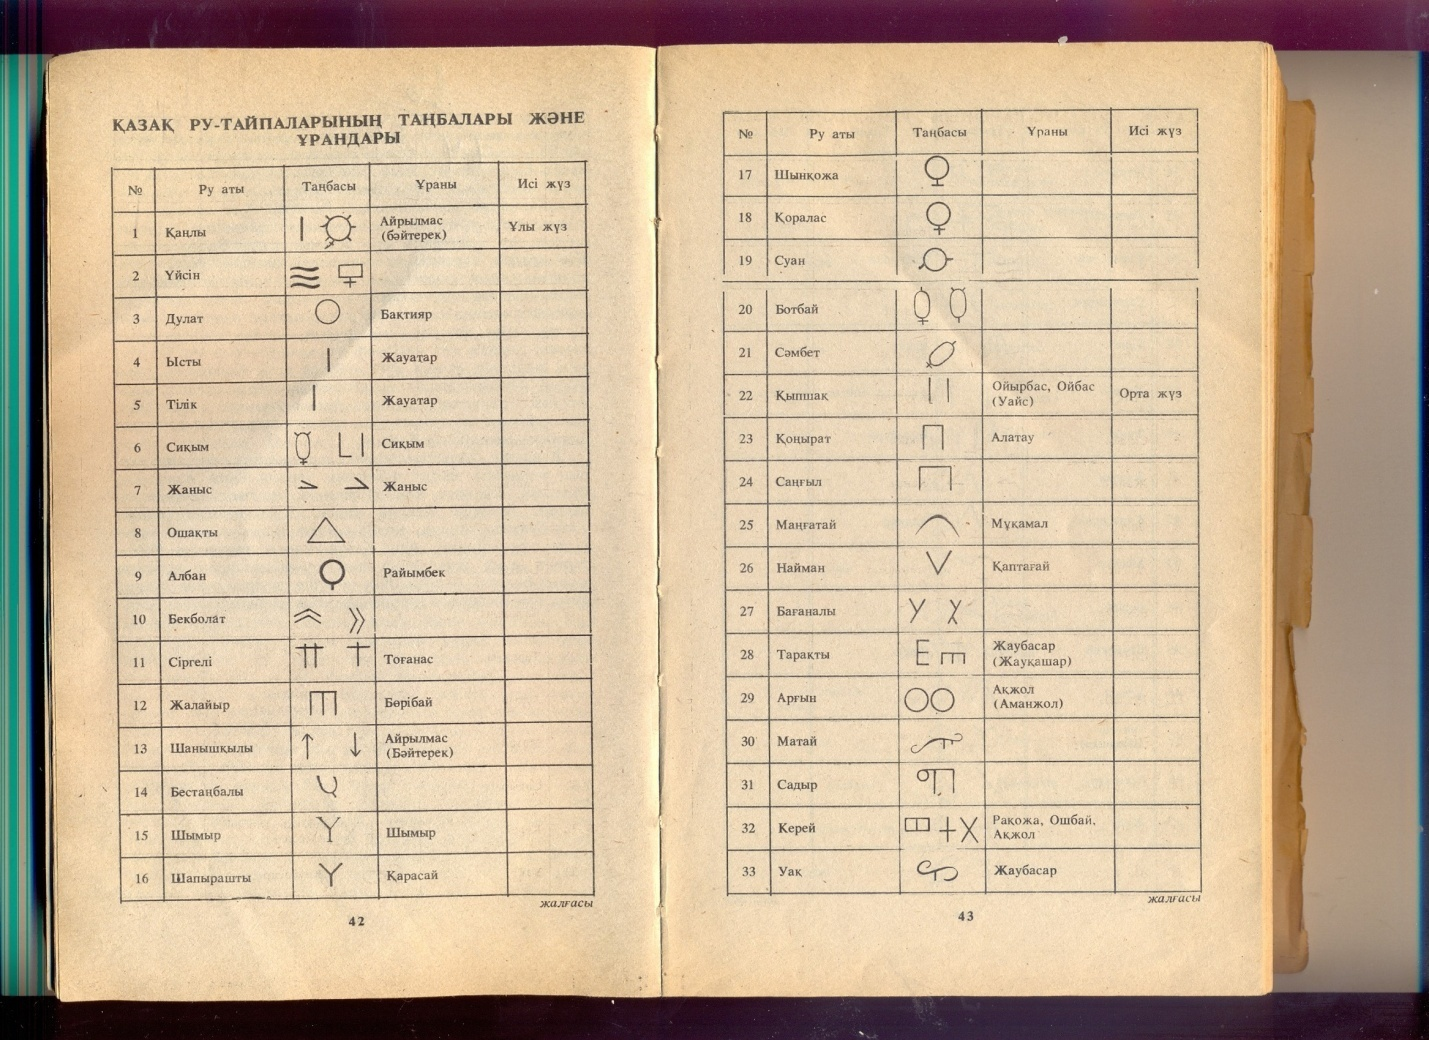 ҚАЗАҚ РУ-ТАЙПАЛАРЫНЫҢ ТАҢБАЛАРЫ ЖӘНЕ
ҰРАНДАРЫ
№ Ру аты Таңбасы Ұраны Исі жүз
1 Қаңлы Айрылмас (бәйтерек) Ұлы жүз
2 Үйсін
3 Дулат Бақтияр
4 Ысты Жауатар
5 Тілік Жауатар
6 Сиқым Сиқым
7 Жаныс Жаныс
8 Ошақты
9 Албан Райымбек
10 Бекболат
11 Сіргелі Тоғанас
12 Жалайыр Бөрібай
13 Шанышқылы Айрылмас (Бәйтерек)
14 Бестаңбалы
15 Шымыр Шымыр
16 Шапырашты Қарасай
жалғасы
42
№ Ру аты Таңбасы Ұраны Исі жүз
17 Шынқожа
18 Қоралас
19 Суан
20 Ботбай
21 Сәмбет
22 Қыпшақ Ойырбас, Ойбас (Уайс) Орта жүз
23 Қоңырат Алатау
24 Саңғыл
25 Маңғатай Мұқамал
26 Найман Қаптағай
27 Бағаналы
28 Тарақты Жаубасар (Жауқашар)
29 Арғын Ақжол (Аманжол)
30 Матай
31 Садыр
32 Керей Рақожа, Ошбай, Ақжол
33 Уақ Жаубасар
жалғасы
43